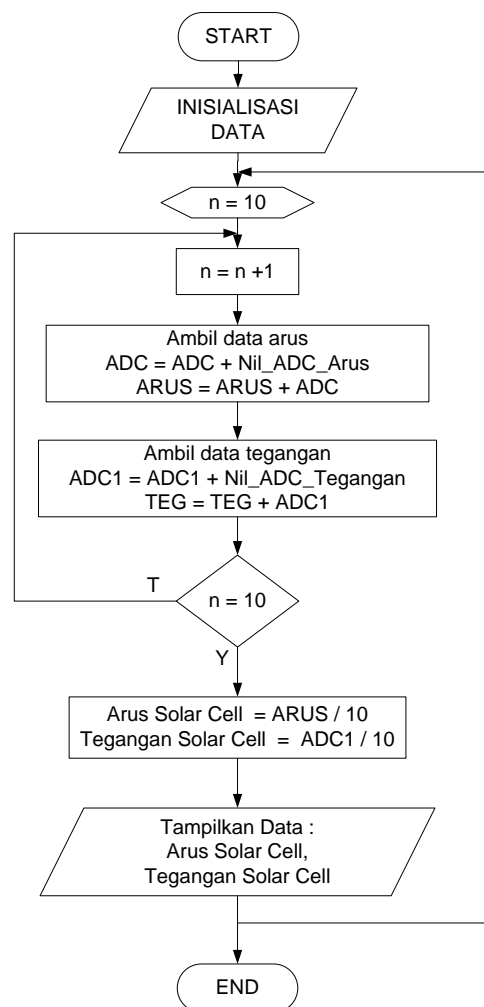 START
INISIALISASI
DATA
n = 10
n = n +1
Ambil data arus
ADC = ADC + Nil_ADC_Arus
ARUS = ARUS + ADC
Ambil data tegangan
ADC1 = ADC1 + Nil_ADC_Tegangan
TEG = TEG + ADC1
T
n = 10
Y
Arus Solar Cell = ARUS / 10
Tegangan Solar Cell = ADC1 / 10
Tampilkan Data :
Arus Solar Cell,
Tegangan Solar Cell
END